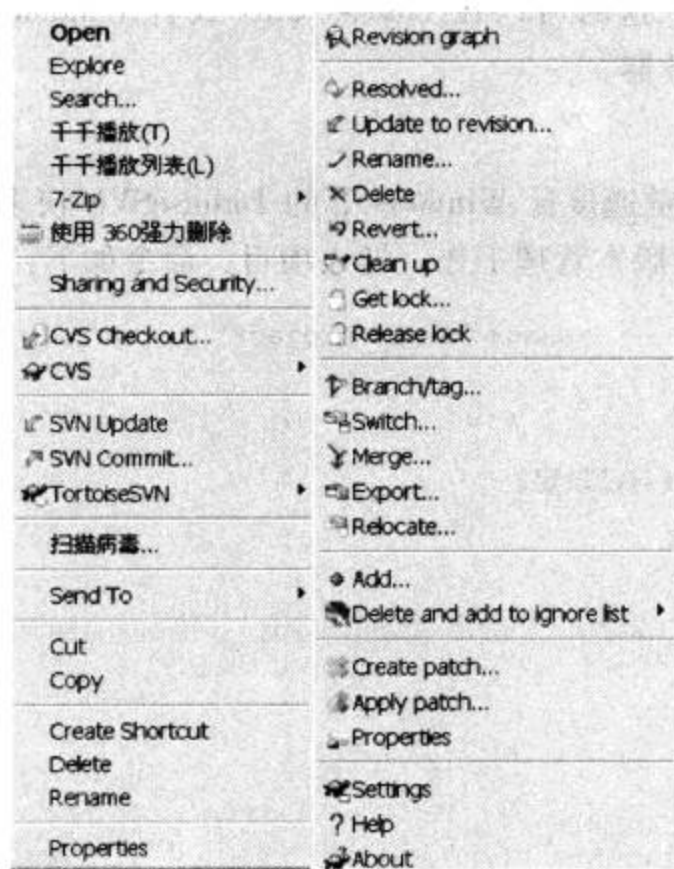 Open
Explore
Search...
千千播放(T)
千千播放列表(L)
7-Zip
使用 360强力删除
Sharing and Security...
CVS Checkout...
CVS
SVN Update
SVN Commit...
TortoiseSVN
扫描病毒...
Send To
Cut
Copy
Create Shortcut
Delete
Rename
Properties
Revision graph
Resolved...
Update to revision...
Rename...
Delete
Revert...
Clean up
Get lock...
Release lock
Branch/tag...
Switch...
Merge...
Export...
Relocate...
Add...
Delete and add to ignore list
Create patch...
Apply patch...
Properties
Settings
Help
About